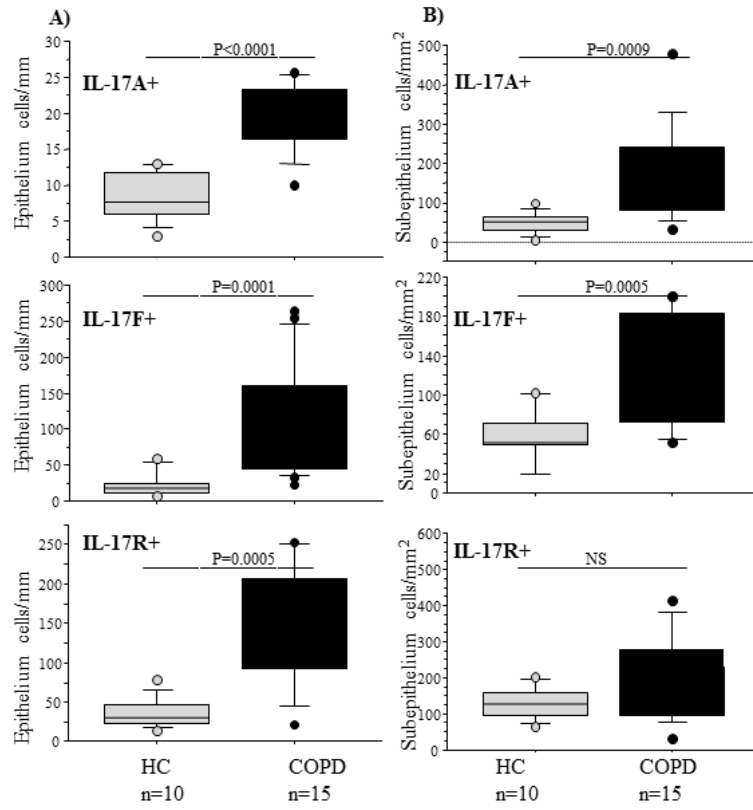 A)
P<0.0001
IL-17A+
Epithelium cells/mm
30
25
20
15
10
5
0
B)
P=0.0009
IL-17A+
Subepithelium cells/mm²
500
400
300
200
100
0
P=0.0001
IL-17F+
Epithelium cells/mm
300
250
200
150
100
50
0
P=0.0005
IL-17F+
Subepithelium cells/mm²
220
180
140
100
60
20
0
IL-17R+
P=0.0005
Epithelium cells/mm
250
200
150
100
50
0
IL-17R+
NS
Subepithelium cells/mm²
600
500
400
300
200
100
0
HC COPD
n=10 n=15
HC COPD
n=10 n=15